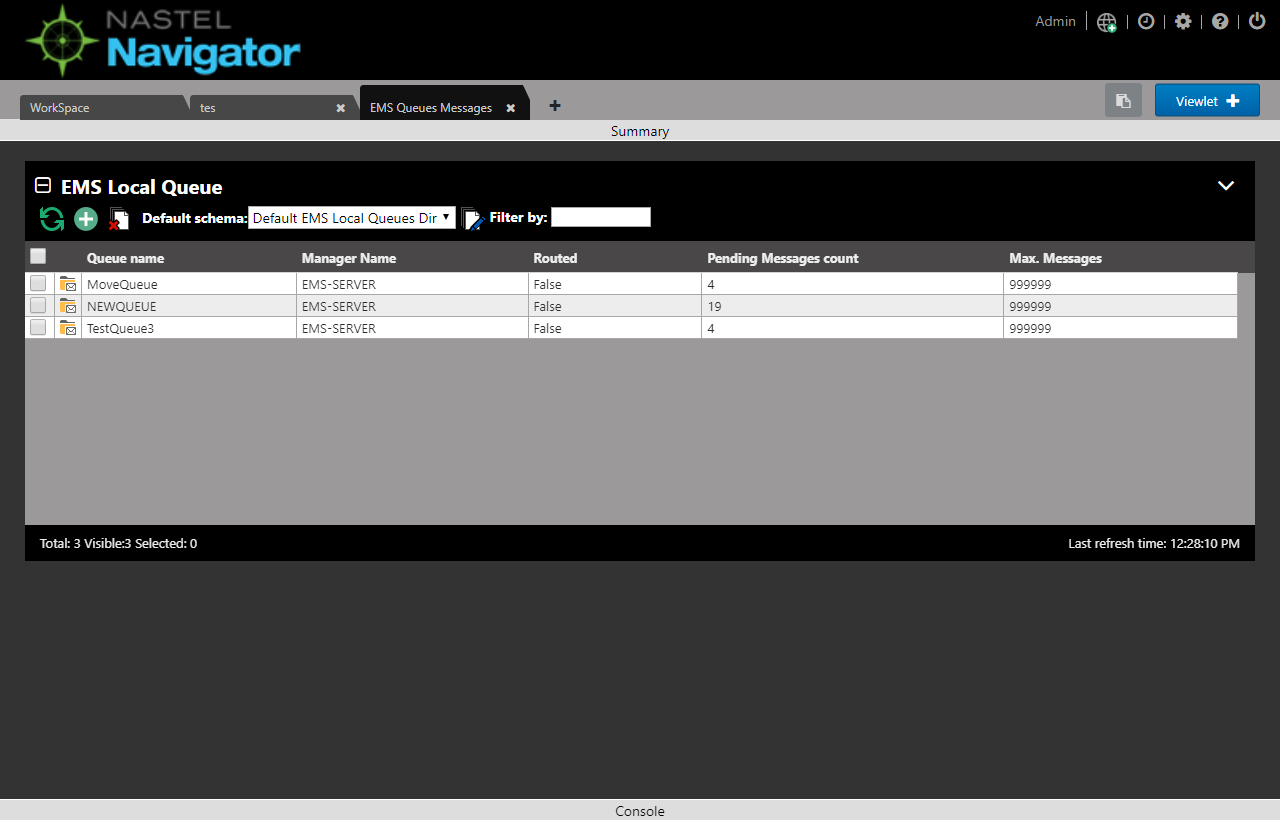 NASTEL
Navigator
Admin
WorkSpace
tes
EMS Queues Messages
Viewlet
Summary
EMS Local Queue
Default schema: Default EMS Local Queues Dir Filter by:
Queue name Manager Name Routed Pending Messages count Max. Messages
MoveQueue EMS-SERVER False 4 999999
NEWQUEUE EMS-SERVER False 19 999999
TestQueue3 EMS-SERVER False 4 999999
Total: 3 Visible:3 Selected: 0 Last refresh time: 12:28:10 PM
Console